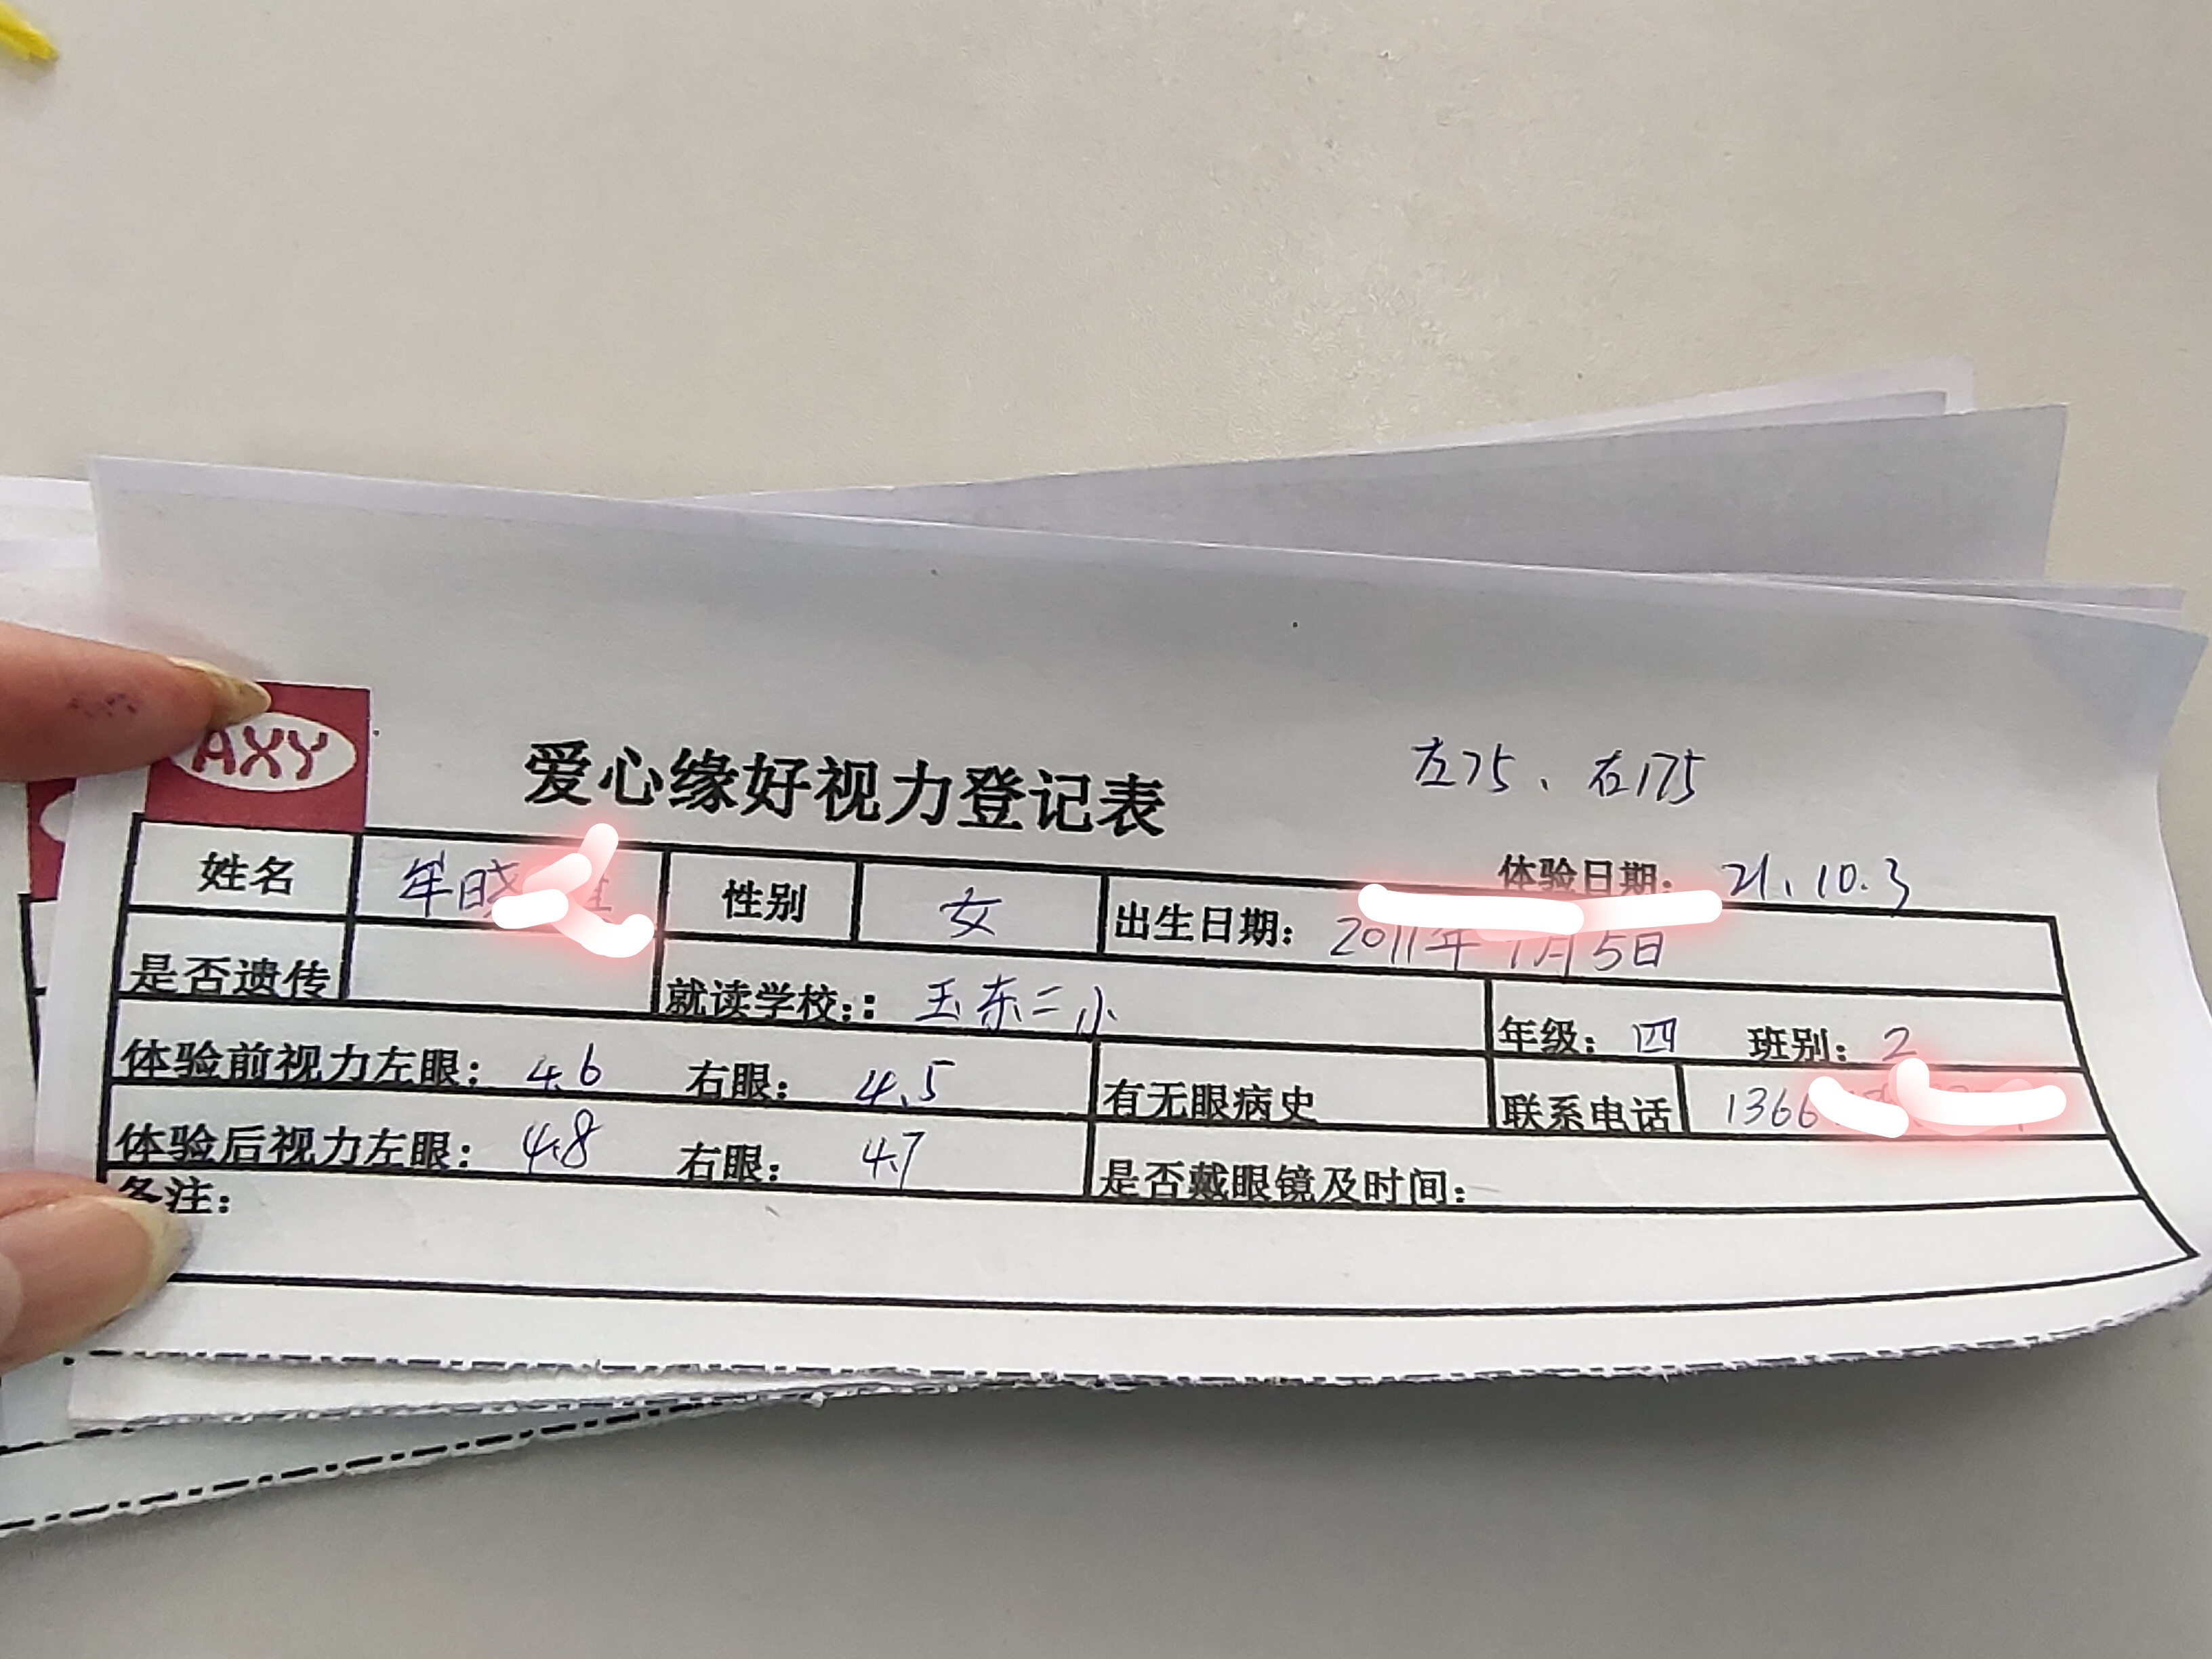 AXY
爱心缘好视力登记表
左75、右175
体验日期: 21.10.3
姓名 年晓
性别 女
出生日期: 2011年 月5日
是否遗传
就读学校:: 玉东二小
年级: 四 班别: 2
体验前视力左眼: 4.6 右眼: 4.5
有无眼病史
联系电话 1366
体验后视力左眼: 4.8 右眼: 4.7
是否戴眼镜及时间:
备注: